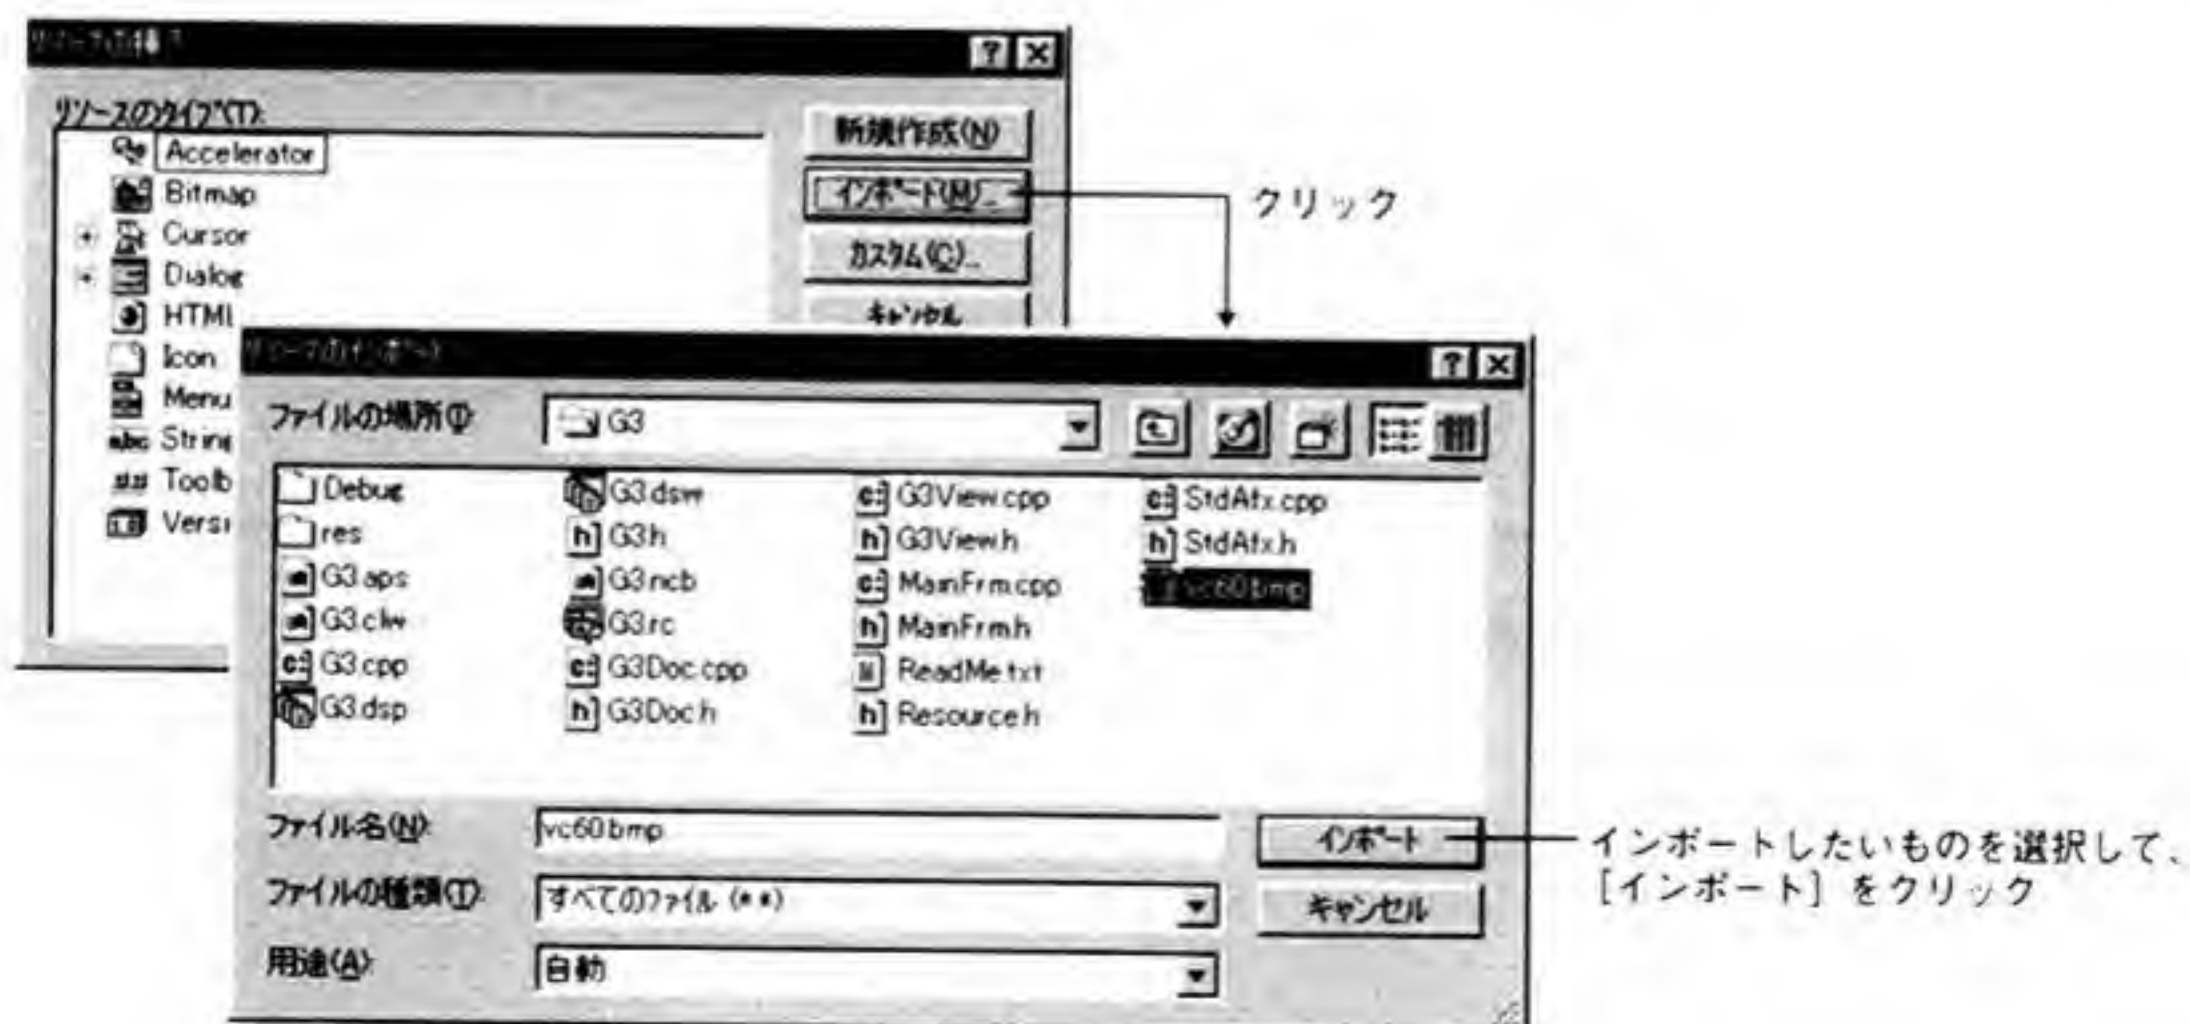 リソースの挿入
リソースのタイプ(T):
Accelerator
Bitmap
Cursor
Dialog
HTML
Icon
Menu
abc String
Toolb
Versi
新規作成(N)
インポート(M)...
カスタム(C)...
キャンセル
クリック
リソースのインポート
ファイルの場所(I):
G3
Debug
res
G3.aps
G3.clw
G3.cpp
G3.dsp
G3.dsw
G3.h
G3.ncb
G3.rc
G3Doc.cpp
G3Doc.h
G3View.cpp
G3View.h
MainFrm.cpp
MainFrm.h
ReadMe.txt
Resource.h
StdAfx.cpp
StdAfx.h
vc60.bmp
ファイル名(N):
vc60.bmp
インポート
ファイルの種類(T):
すべてのファイル (*.*)
キャンセル
用途(A):
自動
インポートしたいものを選択して、
[インポート] をクリック